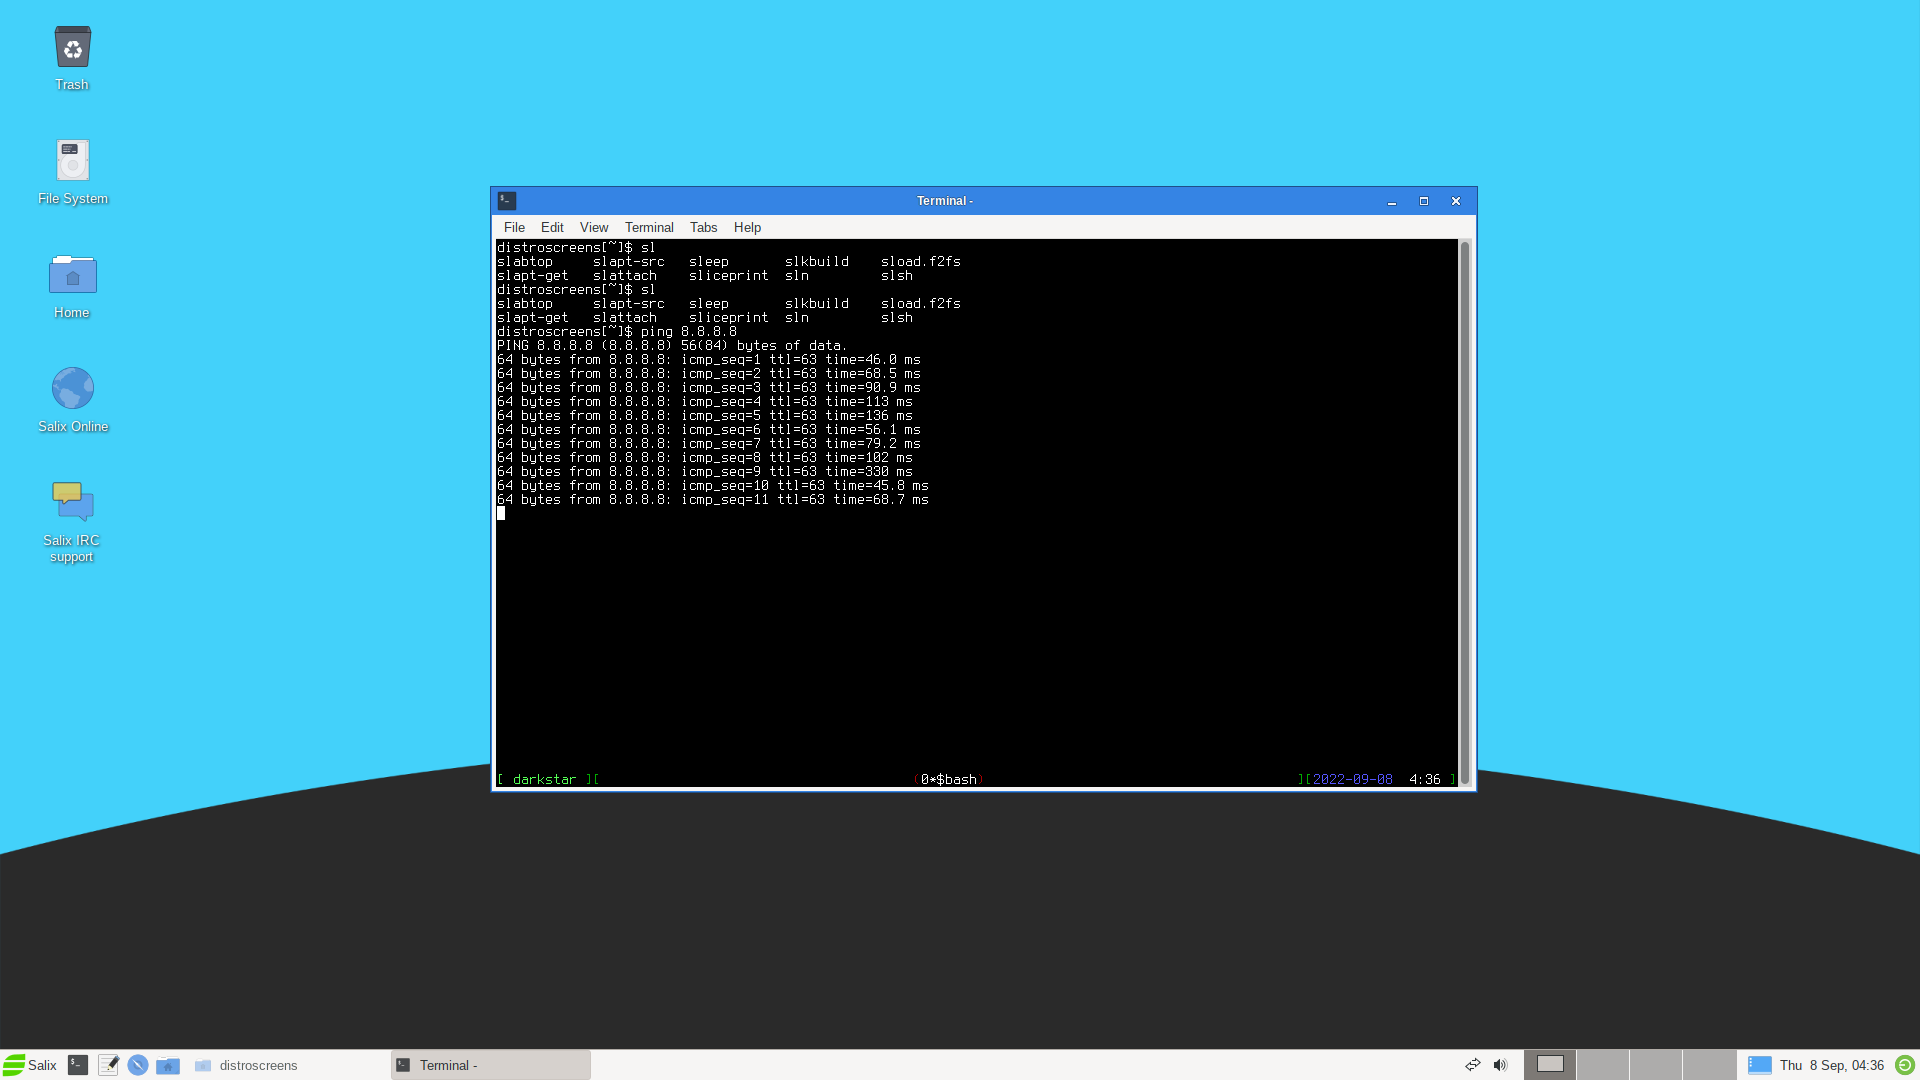 Trash
File System
Home
Salix Online
Salix IRC
support
Terminal -
File Edit View Terminal Tabs Help
distroscreens[~]$ sl
slabtop slapt-src sleep slkbuild sload.f2fs
slapt-get slattach sliceprint sln slsh
distroscreens[~]$ sl
slabtop slapt-src sleep slkbuild sload.f2fs
slapt-get slattach sliceprint sln slsh
distroscreens[~]$ ping 8.8.8.8
PING 8.8.8.8 (8.8.8.8) 56(84) bytes of data.
64 bytes from 8.8.8.8: icmp_seq=1 ttl=63 time=46.0 ms
64 bytes from 8.8.8.8: icmp_seq=2 ttl=63 time=68.5 ms
64 bytes from 8.8.8.8: icmp_seq=3 ttl=63 time=90.9 ms
64 bytes from 8.8.8.8: icmp_seq=4 ttl=63 time=113 ms
64 bytes from 8.8.8.8: icmp_seq=5 ttl=63 time=136 ms
64 bytes from 8.8.8.8: icmp_seq=6 ttl=63 time=56.1 ms
64 bytes from 8.8.8.8: icmp_seq=7 ttl=63 time=79.2 ms
64 bytes from 8.8.8.8: icmp_seq=8 ttl=63 time=102 ms
64 bytes from 8.8.8.8: icmp_seq=9 ttl=63 time=330 ms
64 bytes from 8.8.8.8: icmp_seq=10 ttl=63 time=45.8 ms
64 bytes from 8.8.8.8: icmp_seq=11 ttl=63 time=68.7 ms
[ darkstar ][ (0*$bash) ][2022-09-08 4:36 ]
Salix distroscreens Terminal - Thu 8 Sep, 04:36